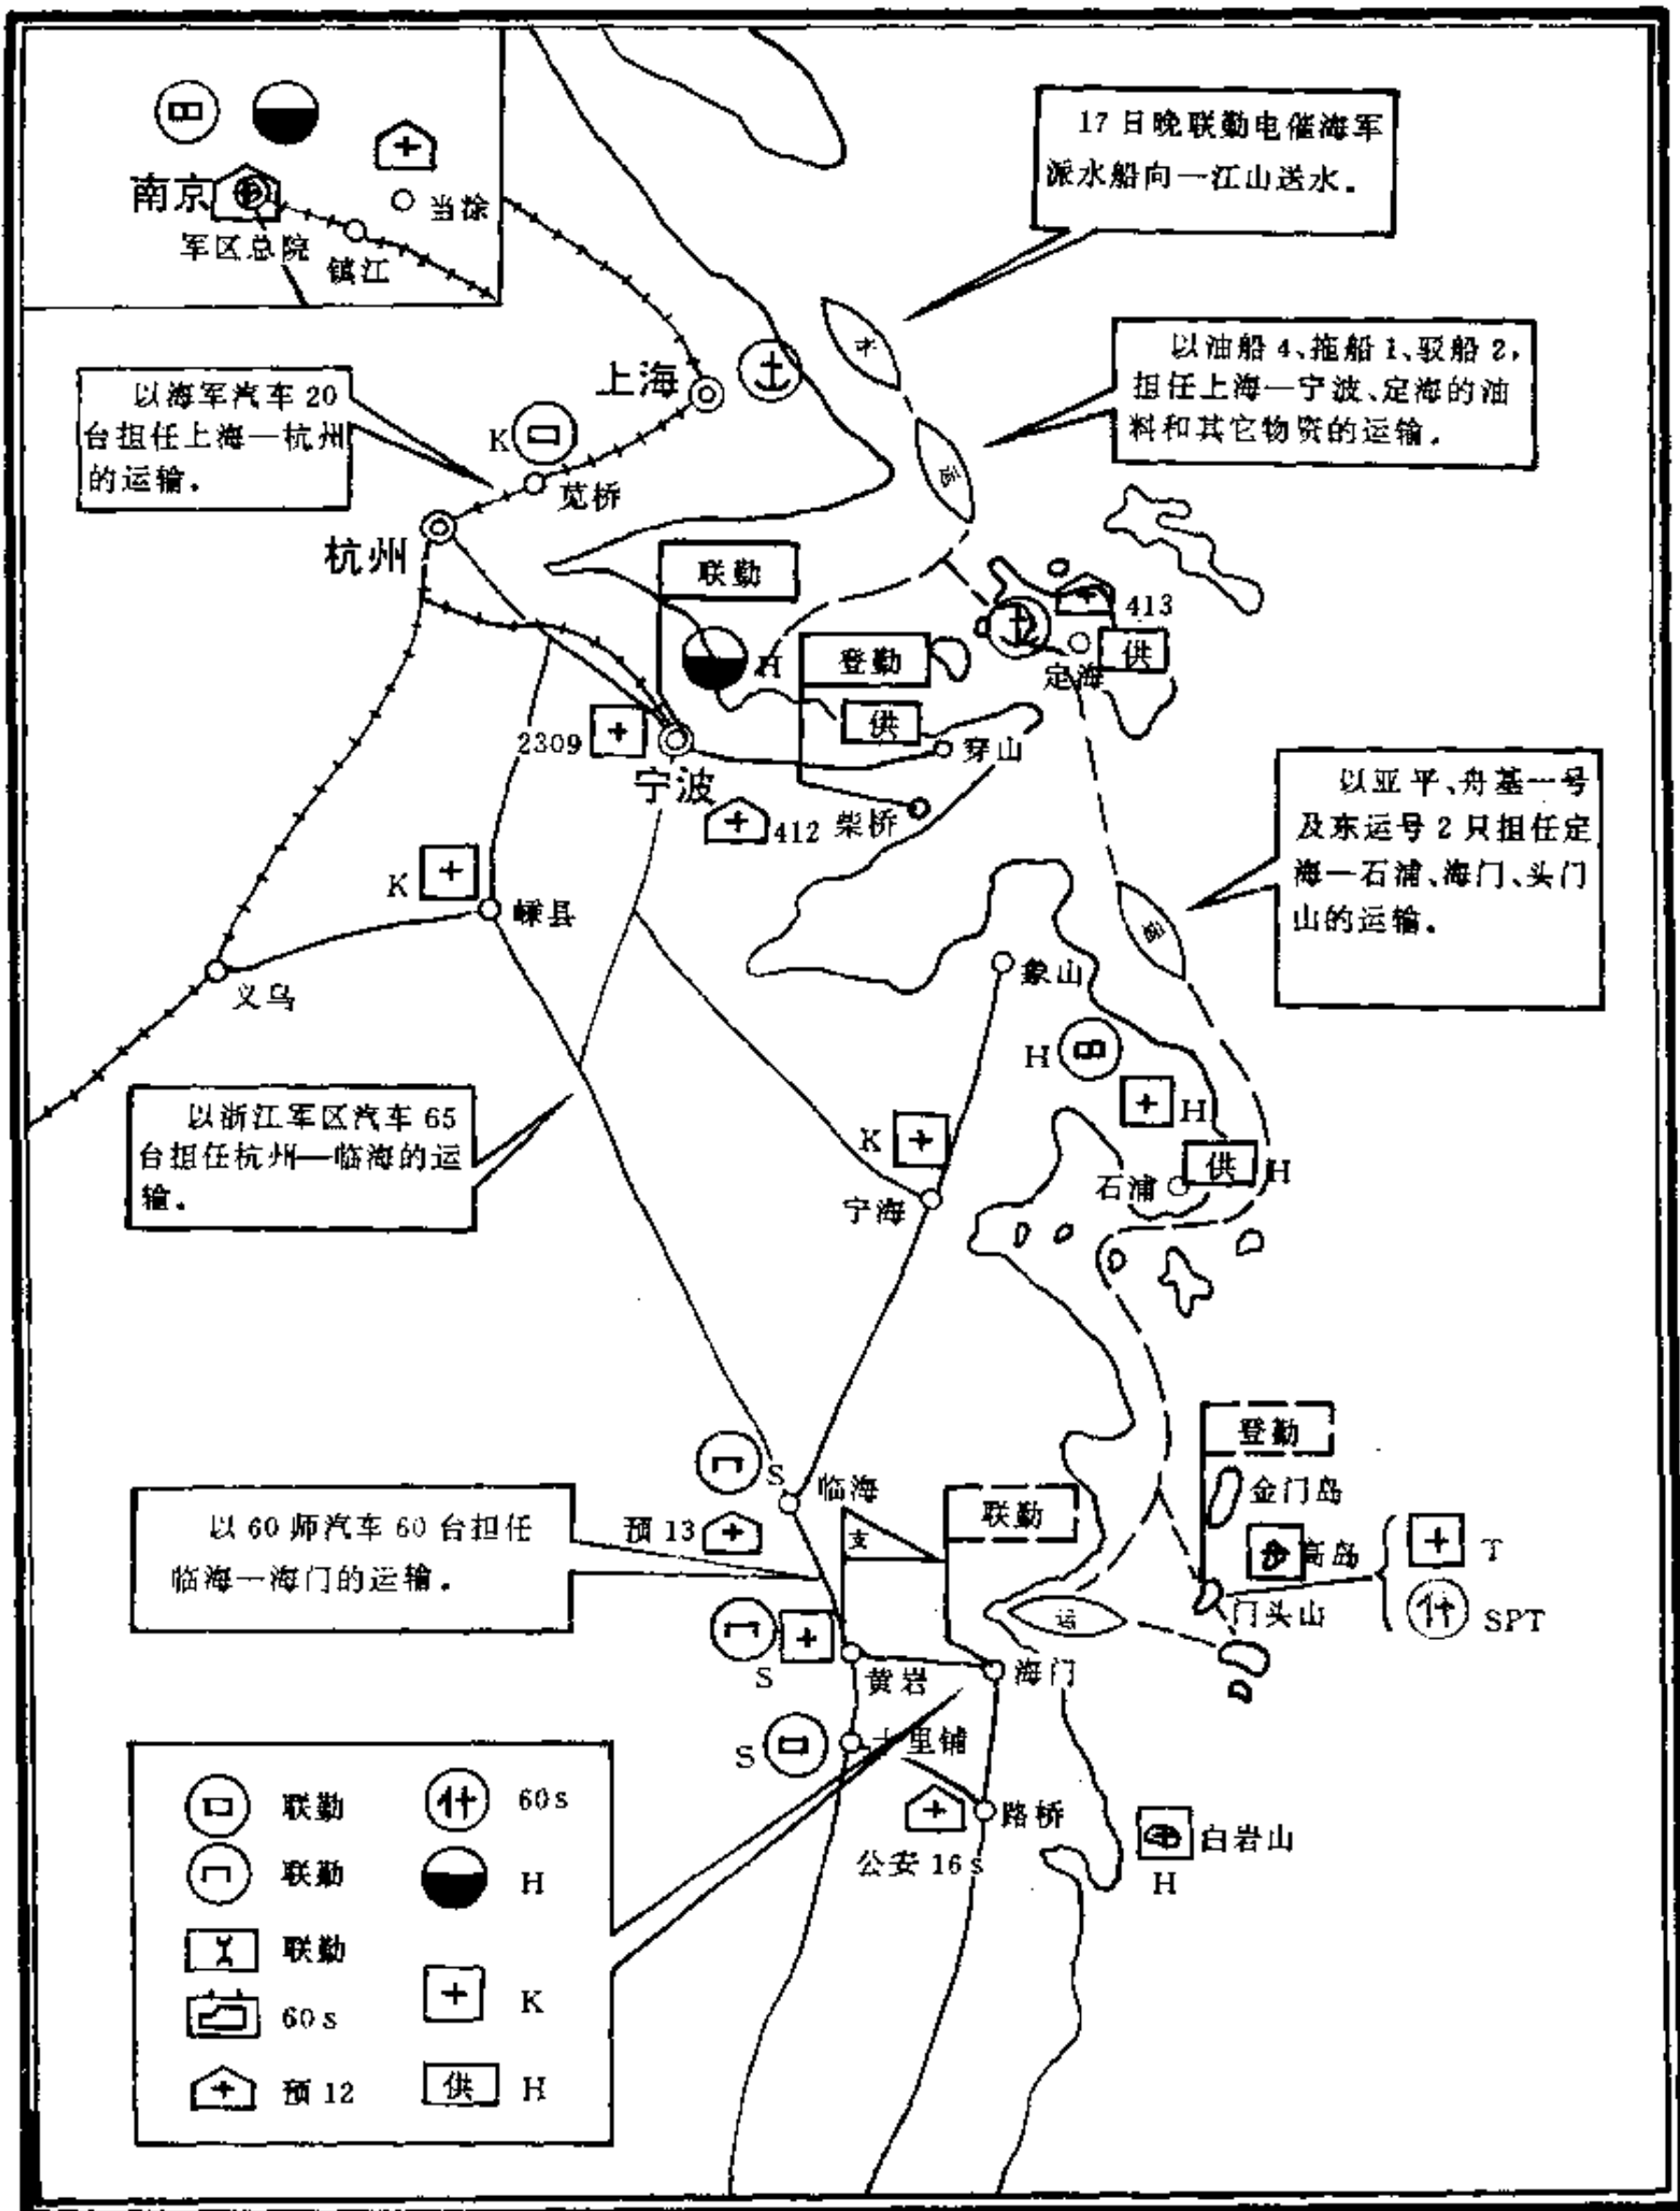 南京
军区总院
镇江
当涂
17日晚联勤电催海军
派水船向一江山送水。
水
以油船4、拖船1、驳船2,
担任上海—宁波、定海的油
料和其它物资的运输。
运
上海
以海军汽车20
台担任上海—杭州
的运输。
K
苋桥
杭州
联勤
H
登勤
供
413
供
定海
2309
宁波
穿山
412
柴桥
K
嵊县
义乌
以亚平、舟基一号
及东运号2只担任定
海—石浦、海门、头门
山的运输。
运
象山
H
H
供
H
石浦
K
宁海
以浙江军区汽车65
台担任杭州—临海的运
输。
S
临海
预13
支
联勤
登勤
金门岛
高岛
T
SPT
门头山
以60师汽车60台担任
临海—海门的运输。
运
S
黄岩
海门
S
十里铺
路桥
公安16s
白岩山
H
联勤
60s
联勤
H
联勤
K
60s
预12
供
H